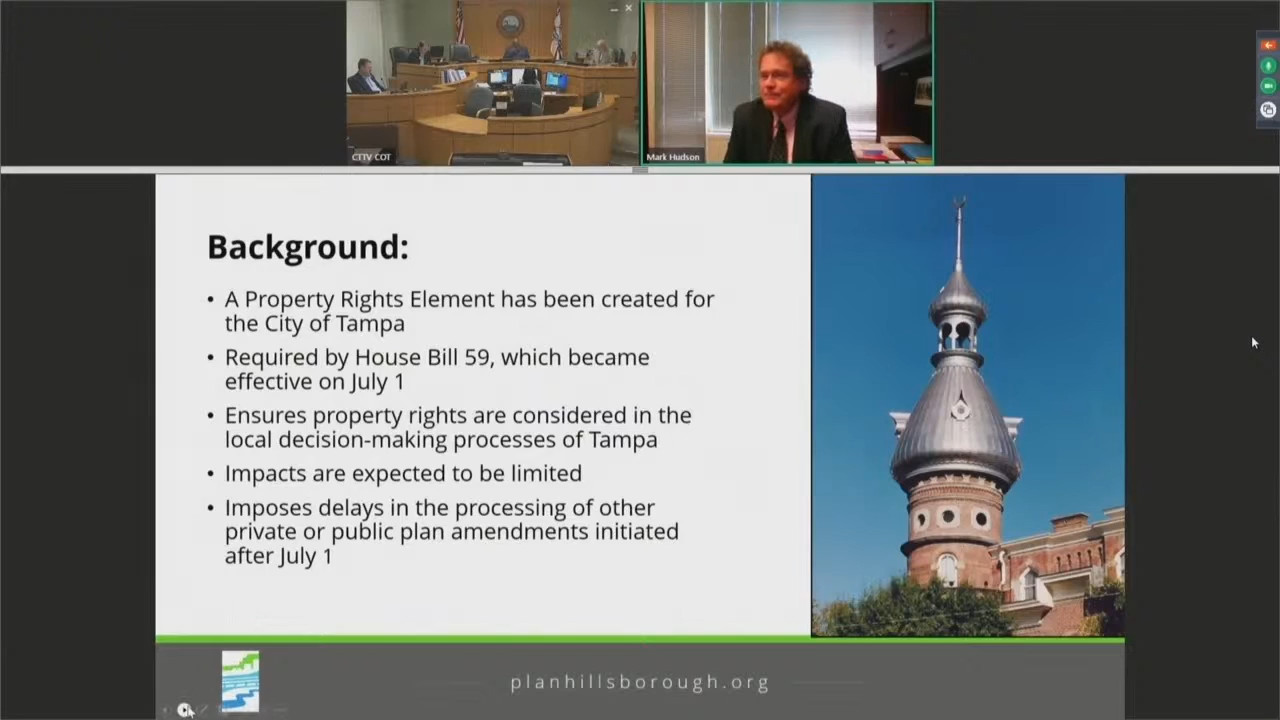 CTTV COT
Mark Hudson
Background:
• A Property Rights Element has been created for
the City of Tampa
• Required by House Bill 59, which became
effective on July 1
• Ensures property rights are considered in the
local decision-making processes of Tampa
• Impacts are expected to be limited
• Imposes delays in the processing of other
private or public plan amendments initiated
after July 1
planhillsborough.org